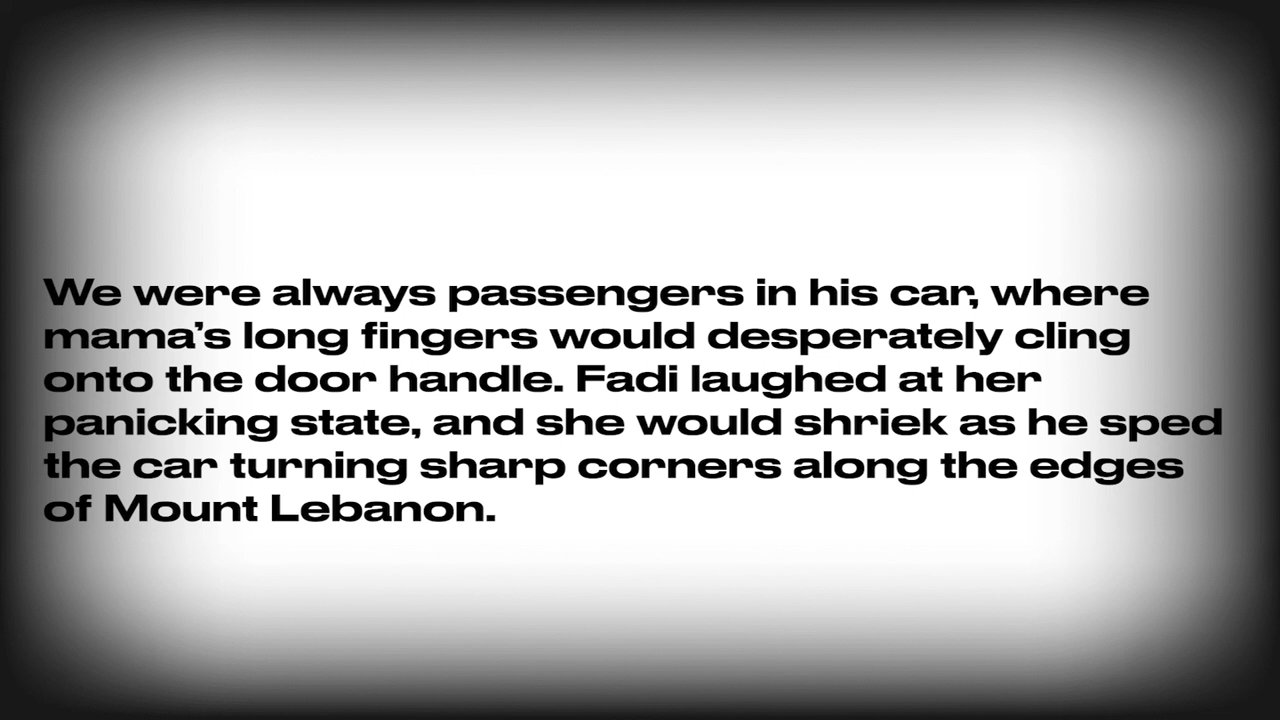 We were always passengers in his car, where
mama’s long fingers would desperately cling
onto the door handle. Fadi laughed at her
panicking state, and she would shriek as he sped
the car turning sharp corners along the edges
of Mount Lebanon.